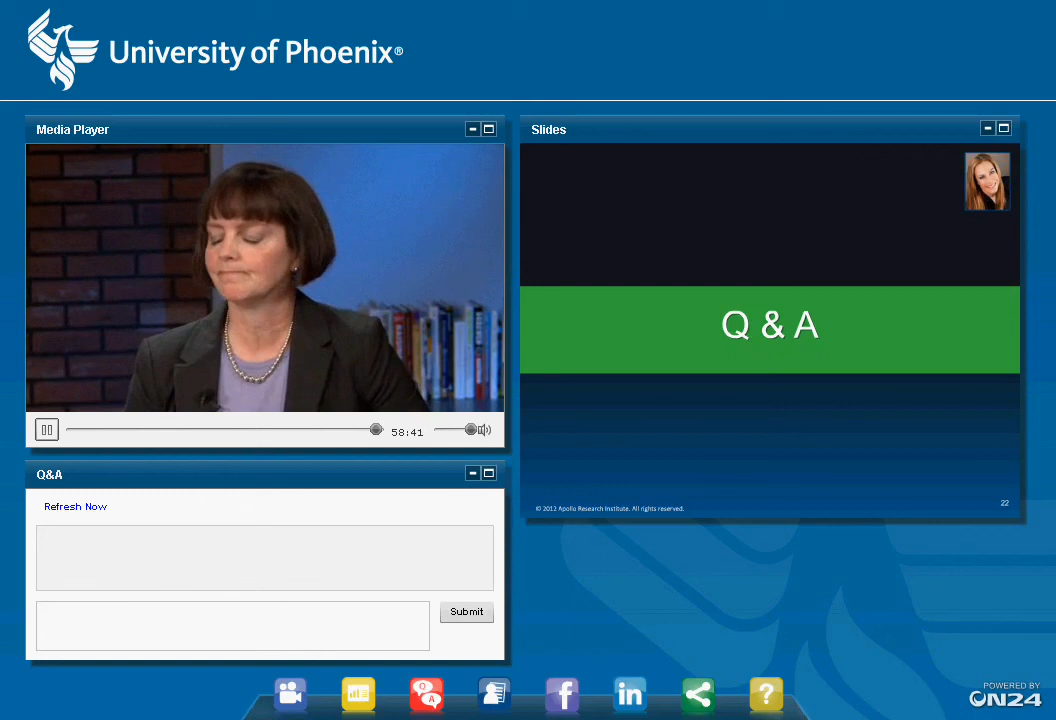 University of Phoenix®
Media Player
Slides
Q & A
58:41
© 2012 Apollo Research Institute. All rights reserved.
22
Q&A
Refresh Now
Submit
Q
A
f
in
?
POWERED BY
ON24